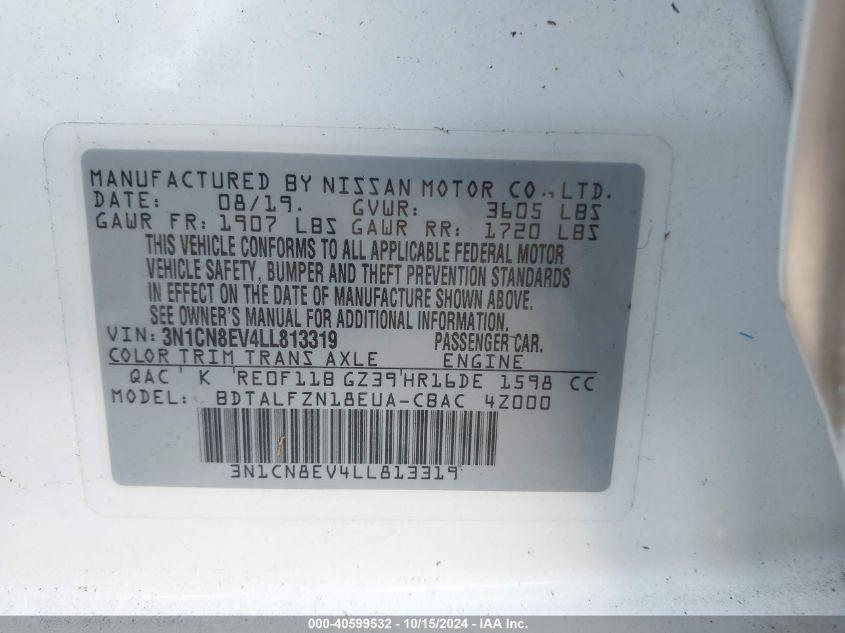 MANUFACTURED BY NISSAN MOTOR CO., LTD.
DATE: 08/19. GVWR: 3605 LBS
GAWR FR: 1907 LBS GAWR RR: 1720 LBS
THIS VEHICLE CONFORMS TO ALL APPLICABLE FEDERAL MOTOR
VEHICLE SAFETY, BUMPER AND THEFT PREVENTION STANDARDS
IN EFFECT ON THE DATE OF MANUFACTURE SHOWN ABOVE.
SEE OWNER'S MANUAL FOR ADDITIONAL INFORMATION.
VIN: 3N1CN8EV4LL813319 PASSENGER CAR.
COLOR TRIM TRANS AXLE ENGINE
QAC K RE0F11B GZ39 HR16DE 1598 CC
MODEL: BDTALFZN18EUA-CBAC 4Z000
3N1CN8EV4LL813319
000-40599532 - 10/15/2024 - IAA Inc.